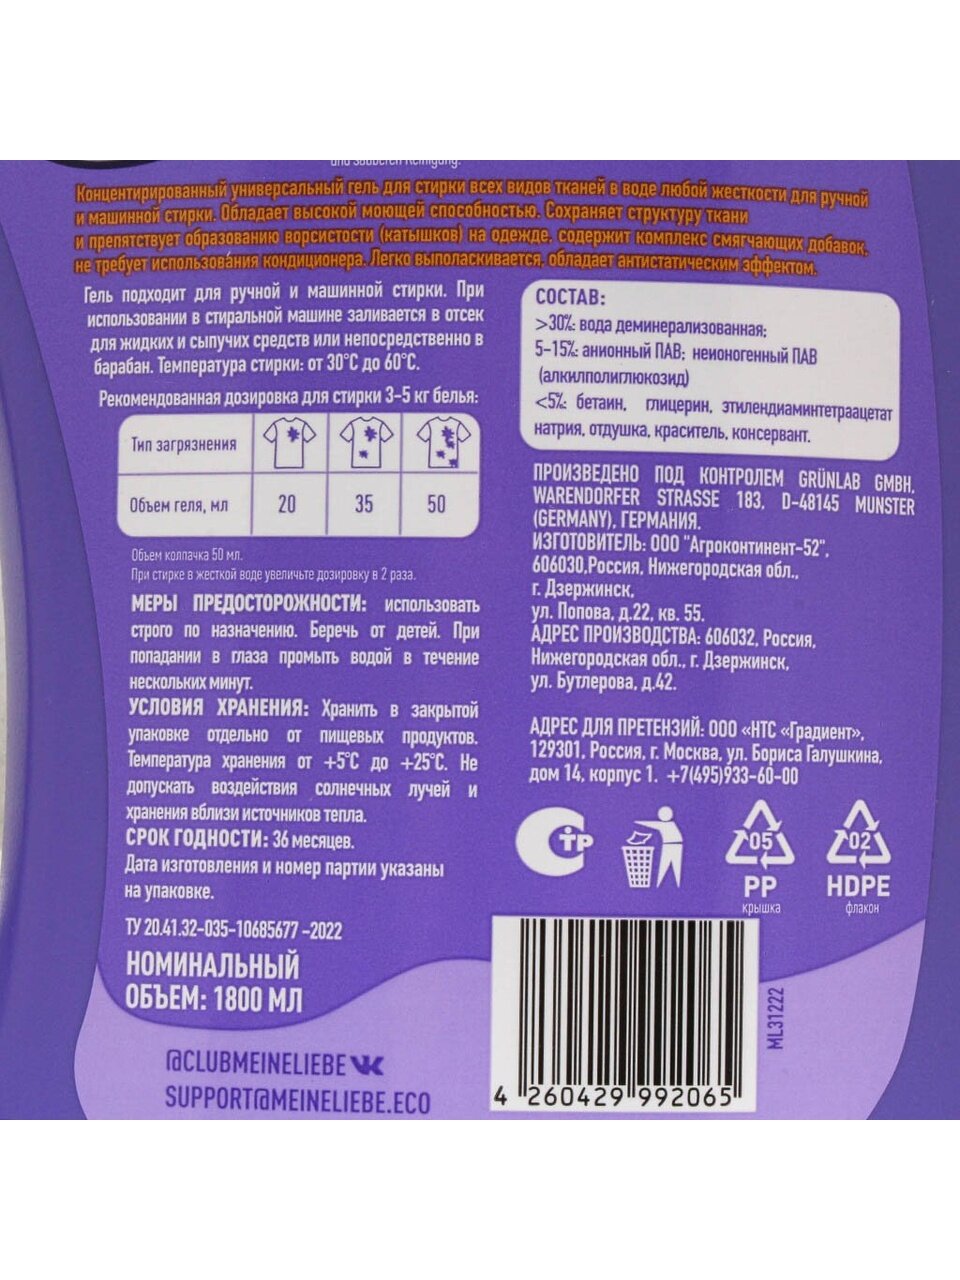 und sauberen Reinigung.
Концентрированный универсальный гель для стирки всех видов тканей в воде любой жесткости для ручной
и машинной стирки. Обладает высокой моющей способностью. Сохраняет структуру ткани
и препятствует образованию ворсистости (катышков) на одежде, содержит комплекс смягчающих добавок,
не требует использования кондиционера. Легко выполаскивается, обладает антистатическим эффектом.
Гель подходит для ручной и машинной стирки. При
использовании в стиральной машине заливается в отсек
для жидких и сыпучих средств или непосредственно в
барабан. Температура стирки: от 30°С до 60°С.
Рекомендованная дозировка для стирки 3-5 кг белья:
Тип загрязнения
Объем геля, мл 20 35 50
Объем колпачка 50 мл.
При стирке в жесткой воде увеличьте дозировку в 2 раза.
МЕРЫ ПРЕДОСТОРОЖНОСТИ: использовать
строго по назначению. Беречь от детей. При
попадании в глаза промыть водой в течение
нескольких минут.
УСЛОВИЯ ХРАНЕНИЯ: Хранить в закрытой
упаковке отдельно от пищевых продуктов.
Температура хранения от +5°С до +25°С. Не
допускать воздействия солнечных лучей и
хранения вблизи источников тепла.
СРОК ГОДНОСТИ: 36 месяцев.
Дата изготовления и номер партии указаны
на упаковке.
ТУ 20.41.32-035-10685677 -2022
НОМИНАЛЬНЫЙ
ОБЪЕМ: 1800 МЛ
@CLUBMEINELIEBE
SUPPORT@MEINELIEBE.ECO
СОСТАВ:
>30%: вода деминерализованная;
5-15%: анионный ПАВ; неионогенный ПАВ
(алкилполиглюкозид)
<5%: бетаин, глицерин, этилендиаминтетраацетат
натрия, отдушка, краситель, консервант.
ПРОИЗВЕДЕНО ПОД КОНТРОЛЕМ GRÜNLAB GMBH,
WARENDORFER STRASSE 183, D-48145 MUNSTER
(GERMANY), ГЕРМАНИЯ.
ИЗГОТОВИТЕЛЬ: ООО "Агроконтинент-52",
606030,Россия, Нижегородская обл.,
г. Дзержинск,
ул. Попова, д.22, кв. 55.
АДРЕС ПРОИЗВОДСТВА: 606032, Россия,
Нижегородская обл., г. Дзержинск,
ул. Бутлерова, д.42.
АДРЕС ДЛЯ ПРЕТЕНЗИЙ: ООО «НТС «Градиент»,
129301, Россия, г. Москва, ул. Бориса Галушкина,
дом 14, корпус 1. +7(495)933-60-00
СТР
05 02
PP HDPE
крышка флакон
ML31222
4 260429 992065